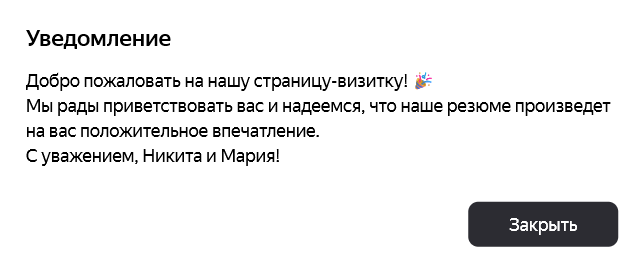 Уведомление
Добро пожаловать на нашу страницу-визитку! 🎉
Мы рады приветствовать вас и надеемся, что наше резюме произведет
на вас положительное впечатление.
С уважением, Никита и Мария!
Закрыть